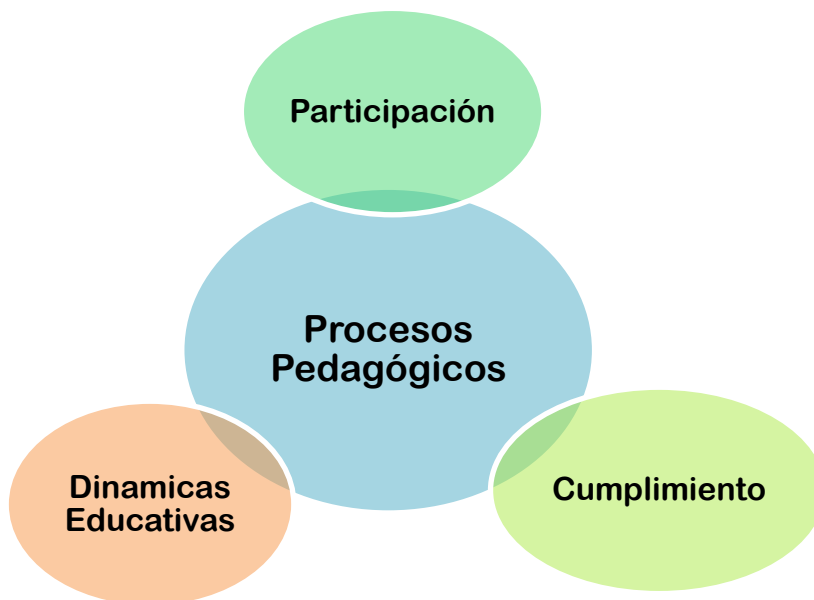 Participación
Procesos
Pedagógicos
Dinamicas
Educativas
Cumplimiento